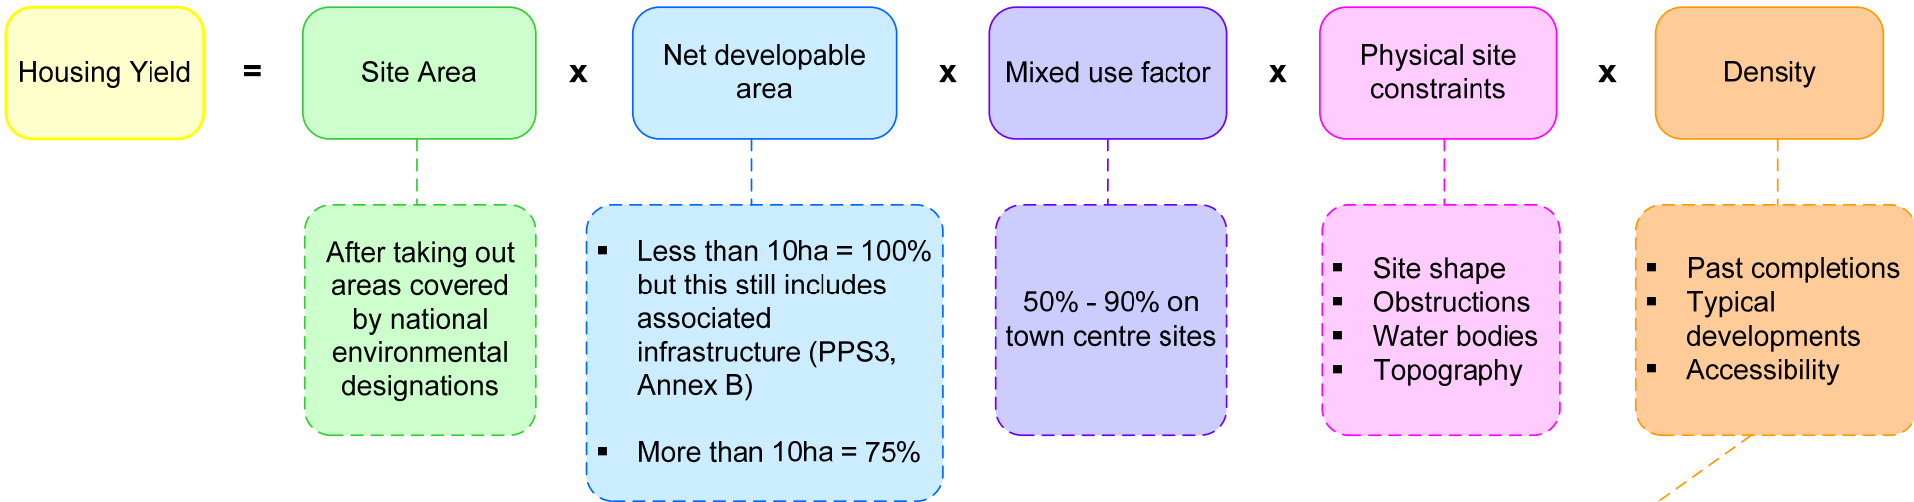 Housing Yield
=
Site Area
x
Net developable
area
x
Mixed use factor
x
Physical site
constraints
x
Density
After taking out
areas covered
by national
environmental
designations
▪ Less than 10ha = 100%
but this still includes
associated
infrastructure (PPS3,
Annex B)
▪ More than 10ha = 75%
50% - 90% on
town centre sites
▪ Site shape
▪ Obstructions
▪ Water bodies
▪ Topography
▪ Past completions
▪ Typical
developments
▪ Accessibility